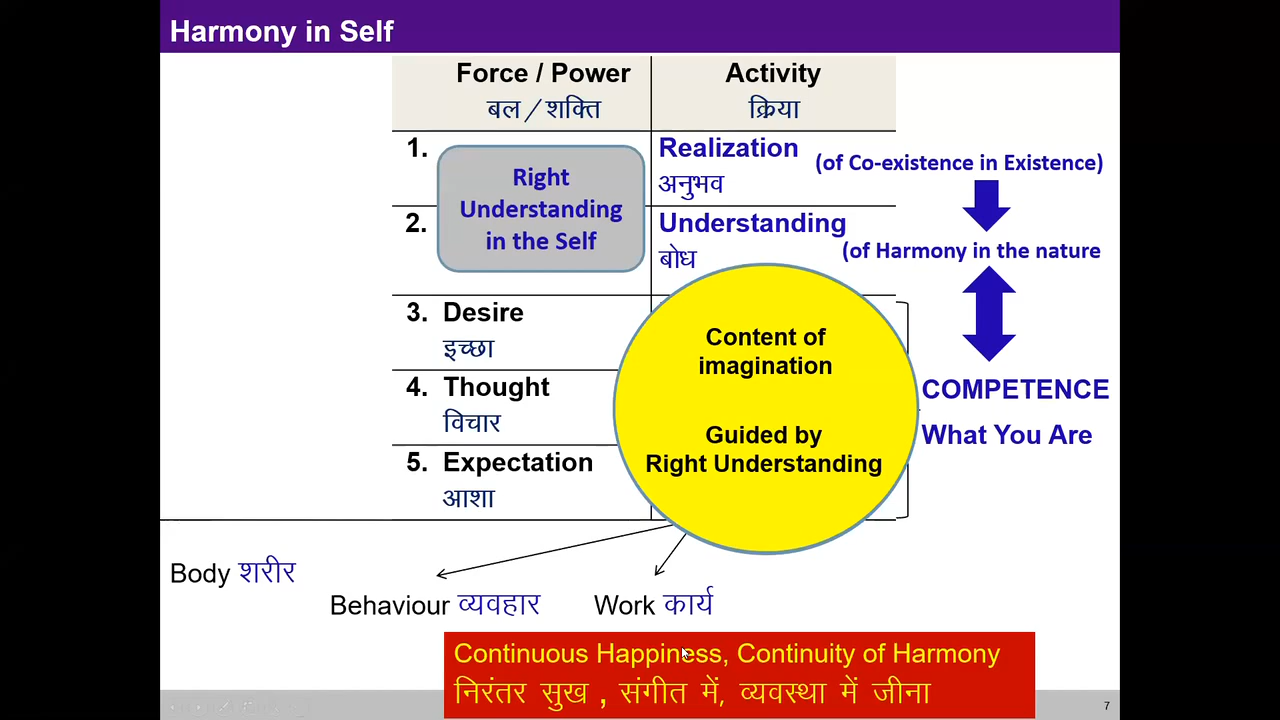 Harmony in Self
Force / Power
Activity
बल / शक्ति
क्रिया
1.
Right
Understanding
in the Self
Realization
अनुभव
(of Co-existence in Existence)
2.
Understanding
बोध
(of Harmony in the nature
3. Desire
इच्छा
4. Thought
विचार
5. Expectation
आशा
Content of
imagination
Guided by
Right Understanding
COMPETENCE
What You Are
Body शरीर
Behaviour व्यवहार
Work कार्य
Continuous Happiness, Continuity of Harmony
निरंतर सुख , संगीत में, व्यवस्था में जीना
7